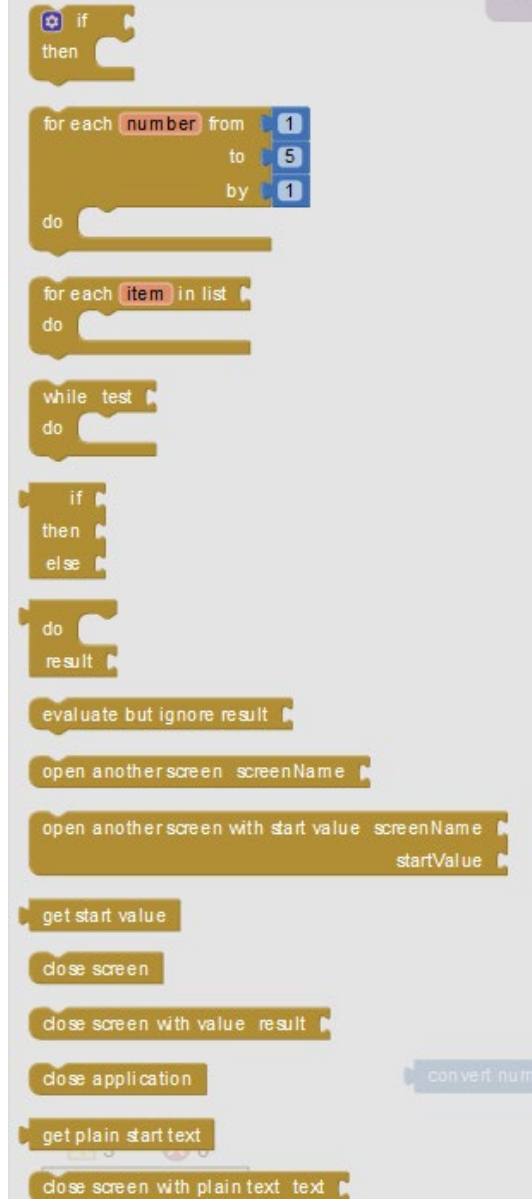 if
then
for each number from 1
to 5
by 1
do
for each item in list
do
while test
do
if
then
else
do
result
evaluate but ignore result
open another screen screenName
open another screen with start value screenName
startValue
get start value
close screen
close screen with value result
close application
convert num
get plain start text
close screen with plain text text